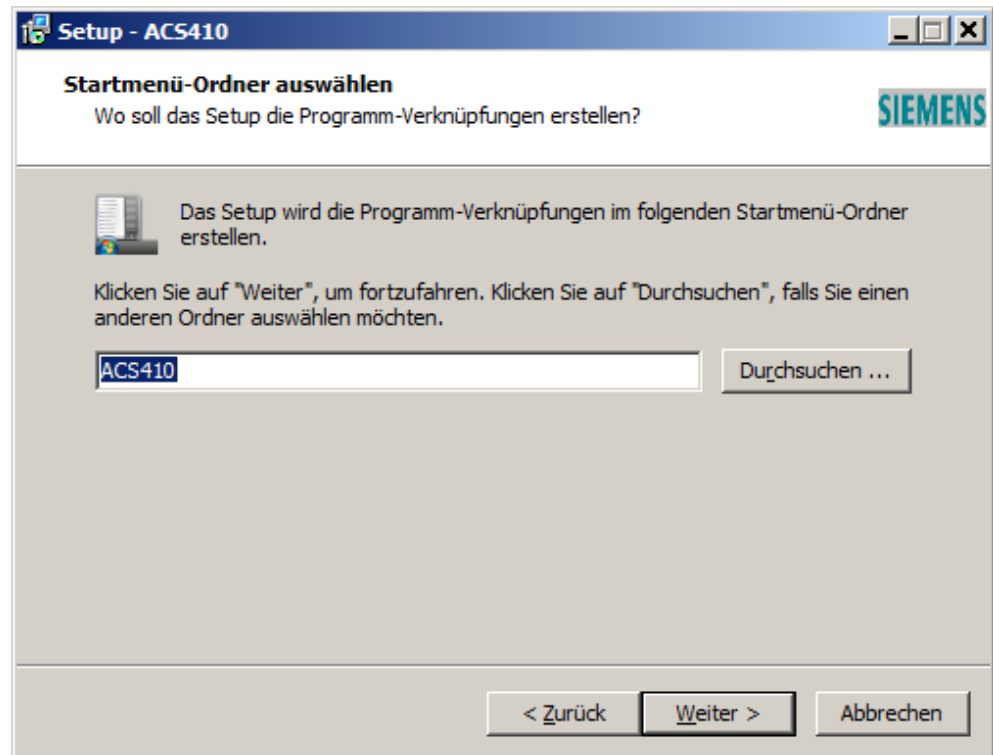 Setup - ACS410
Startmenü-Ordner auswählen
Wo soll das Setup die Programm-Verknüpfungen erstellen?
SIEMENS
Das Setup wird die Programm-Verknüpfungen im folgenden Startmenü-Ordner
erstellen.
Klicken Sie auf "Weiter", um fortzufahren. Klicken Sie auf "Durchsuchen", falls Sie einen
anderen Ordner auswählen möchten.
ACS410
Durchsuchen ...
< Zurück
Weiter >
Abbrechen